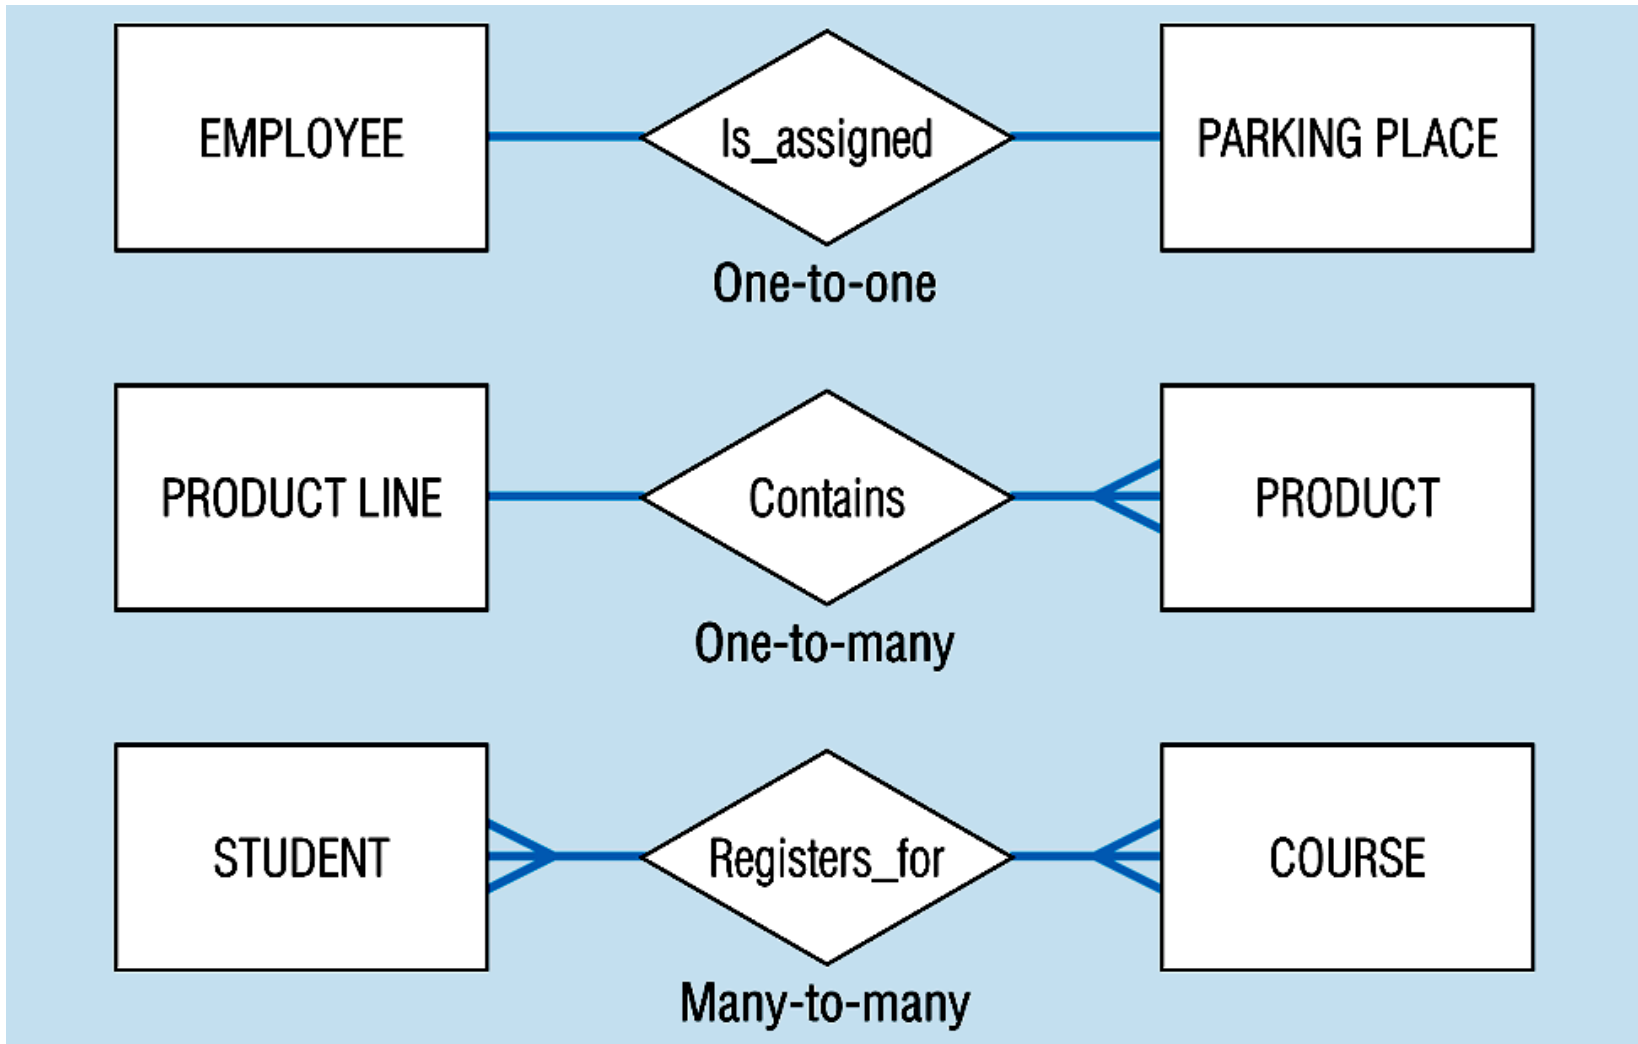 EMPLOYEE
Is_assigned
PARKING PLACE
One-to-one
PRODUCT LINE
Contains
PRODUCT
One-to-many
STUDENT
Registers_for
COURSE
Many-to-many